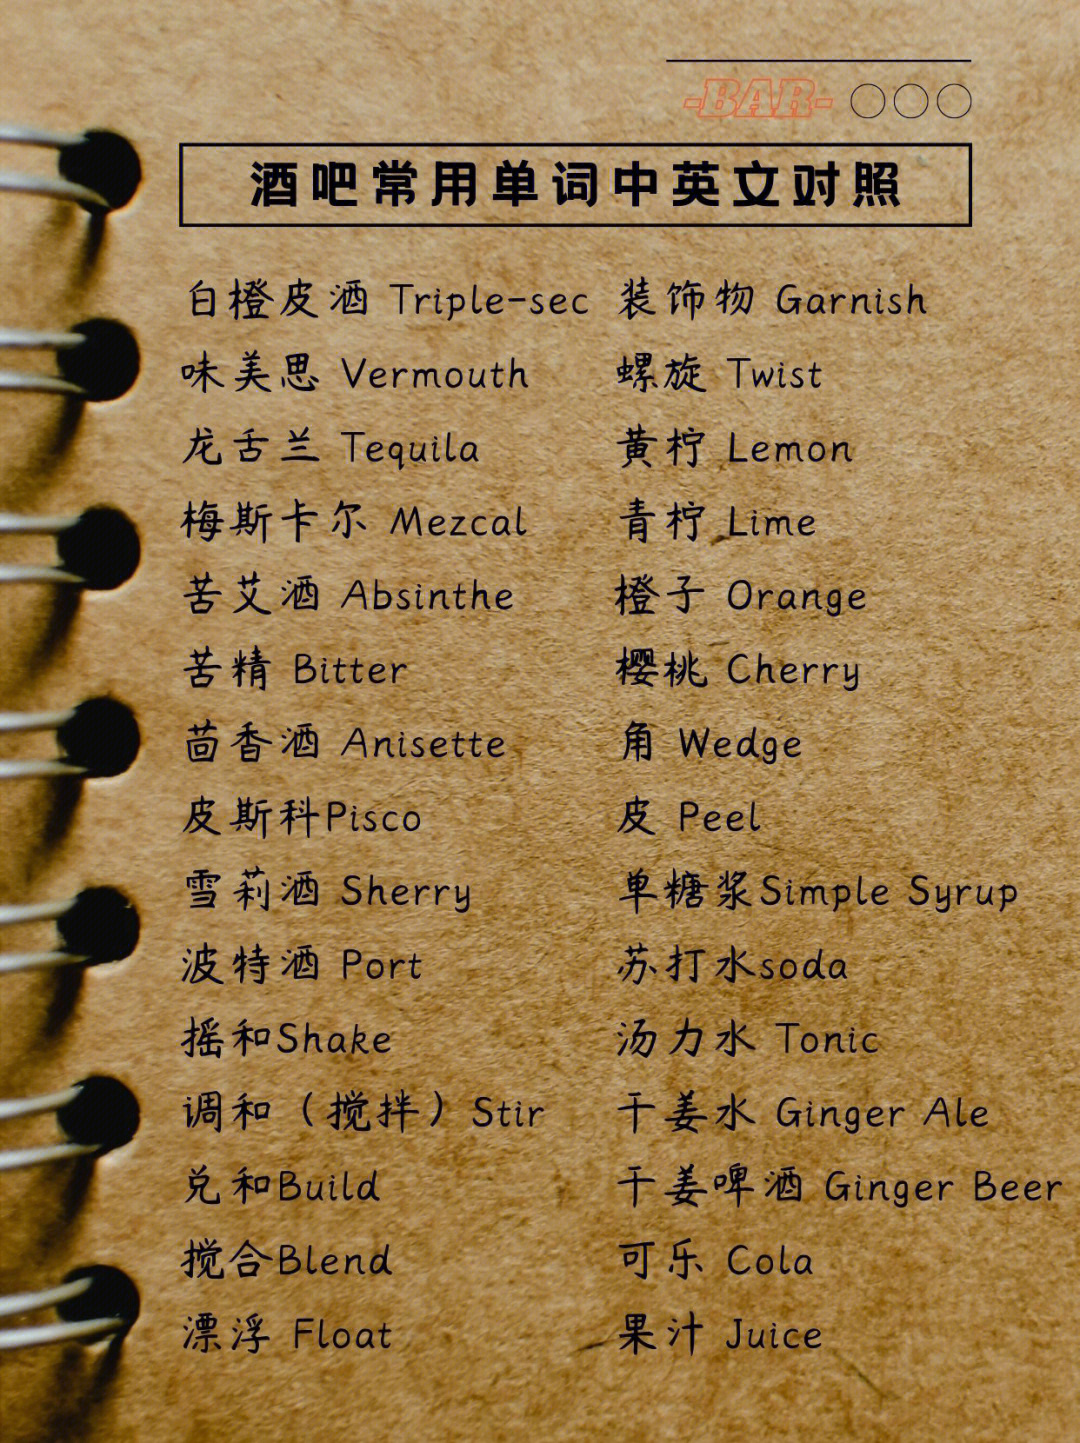 -BAR-
酒吧常用单词中英文对照
白橙皮酒 Triple-sec
味美思 Vermouth
龙舌兰 Tequila
梅斯卡尔 Mezcal
苦艾酒 Absinthe
苦精 Bitter
茴香酒 Anisette
皮斯科Pisco
雪莉酒 Sherry
波特酒 Port
摇和Shake
调和（搅拌）Stir
兑和Build
搅合Blend
漂浮 Float
装饰物 Garnish
螺旋 Twist
黄柠 Lemon
青柠 Lime
橙子 Orange
樱桃 Cherry
角 Wedge
皮 Peel
单糖浆Simple Syrup
苏打水soda
汤力水 Tonic
干姜水 Ginger Ale
干姜啤酒 Ginger Beer
可乐 Cola
果汁 Juice